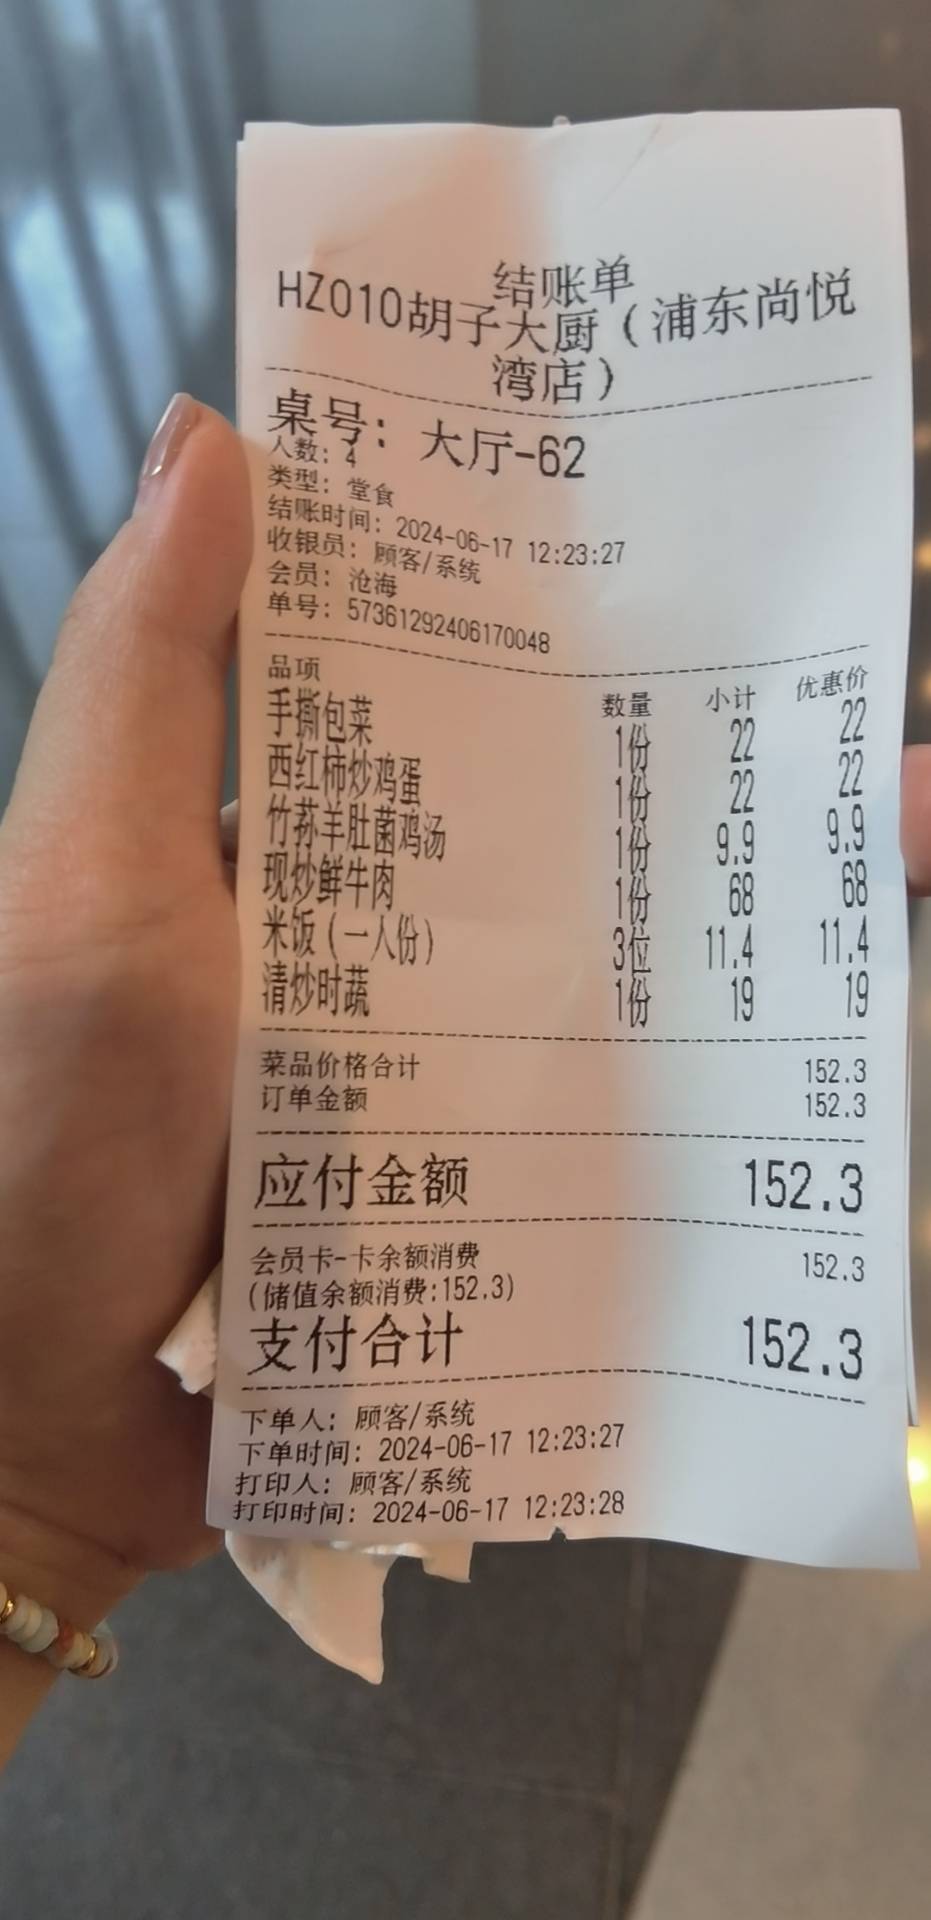 结账单
HZ010胡子大厨（浦东尚悦
湾店）
桌号：大厅-62
人数：4
类型：堂食
结账时间：2024-06-17 12:23:27
收银员：顾客/系统
会员：沧海
单号：57361292406170048
品项 数量 小计 优惠价
手撕包菜 1份 22 22
西红柿炒鸡蛋 1份 22 22
竹荪羊肚菌鸡汤 1份 9.9 9.9
现炒鲜牛肉 1份 68 68
米饭（一人份） 3位 11.4 11.4
清炒时蔬 1份 19 19
菜品价格合计 152.3
订单金额 152.3
应付金额 152.3
会员卡-卡余额消费 152.3
(储值余额消费:152.3)
支付合计 152.3
下单人：顾客/系统
下单时间：2024-06-17 12:23:27
打印人：顾客/系统
打印时间：2024-06-17 12:23:28